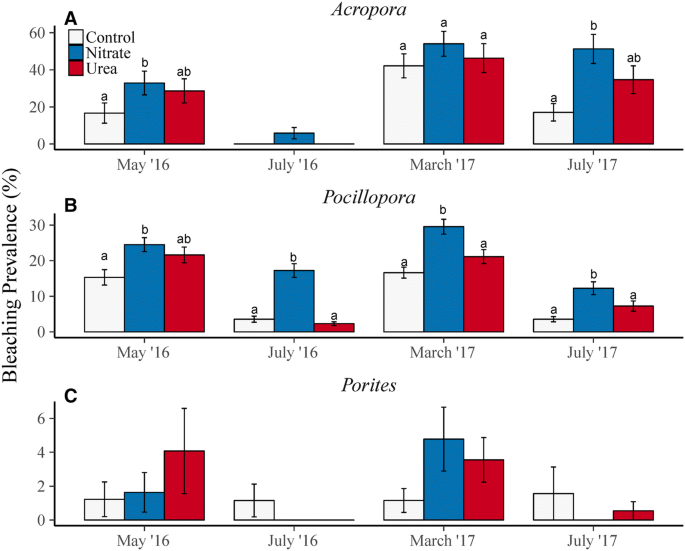 Acropora
A
Control
Nitrate
Urea
60
40
20
0
a
b
ab
a
a
a
a
b
a
May '16
July '16
March '17
July '17
Pocillopora
B
30
20
10
0
a
b
ab
a
b
a
a
b
a
a
b
a
May '16
July '16
March '17
July '17
Bleaching Prevalence (%)
Porites
C
6
4
2
0
May '16
July '16
March '17
July '17